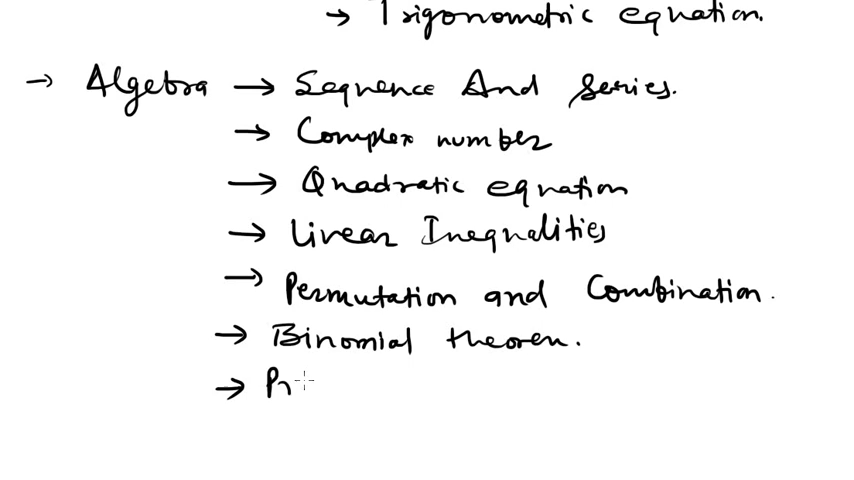 → Trigonometric equation.
→ Algebra → Sequence And Series.
→ Complex number
→ Quadratic equation
→ Linear Inequalities
→ Permutation and Combination.
→ Binomial theorem.
→ Pr